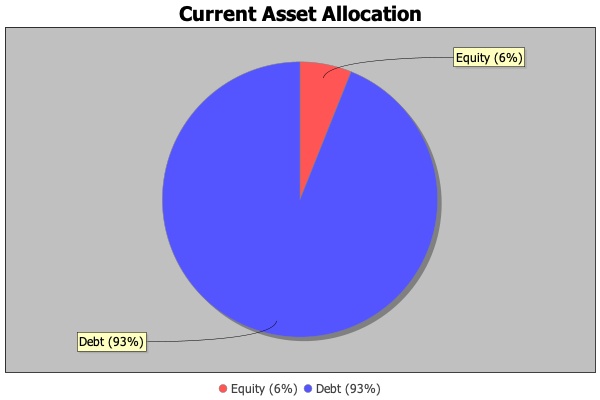 Current Asset Allocation
Equity (6%)
Debt (93%)
Equity (6%) Debt (93%)